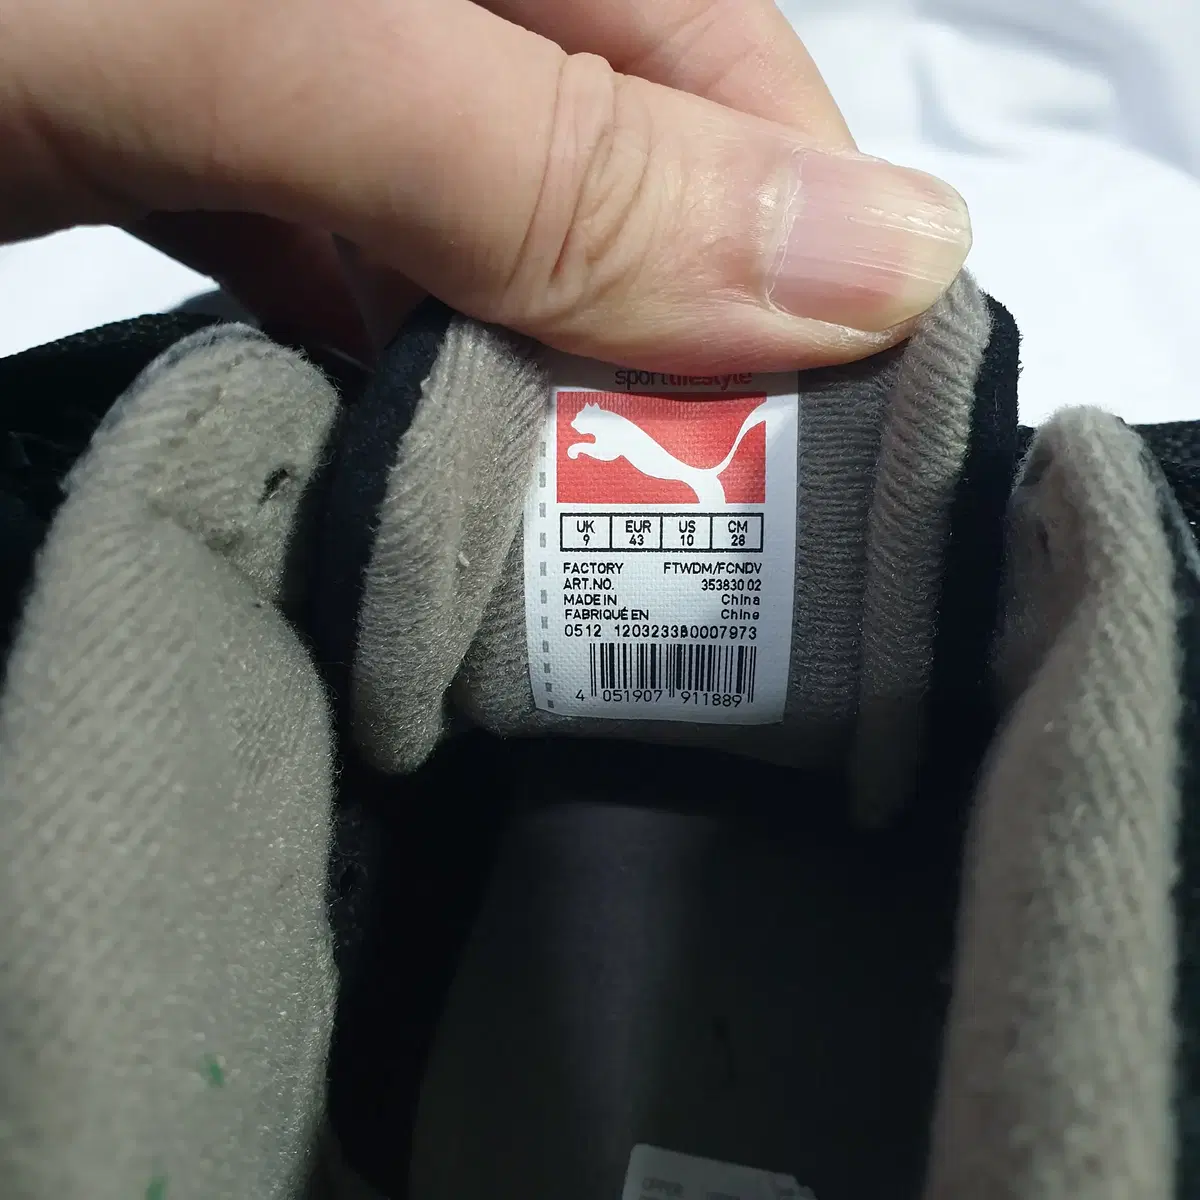 sportlifestyle
UK EUR US CM
9 43 10 28
FACTORY FTWDM/FCNDV
ART.NO. 353830 02
MADE IN China
FABRIQUÉ EN Chine
0512 120323380007973
4 051907 911889